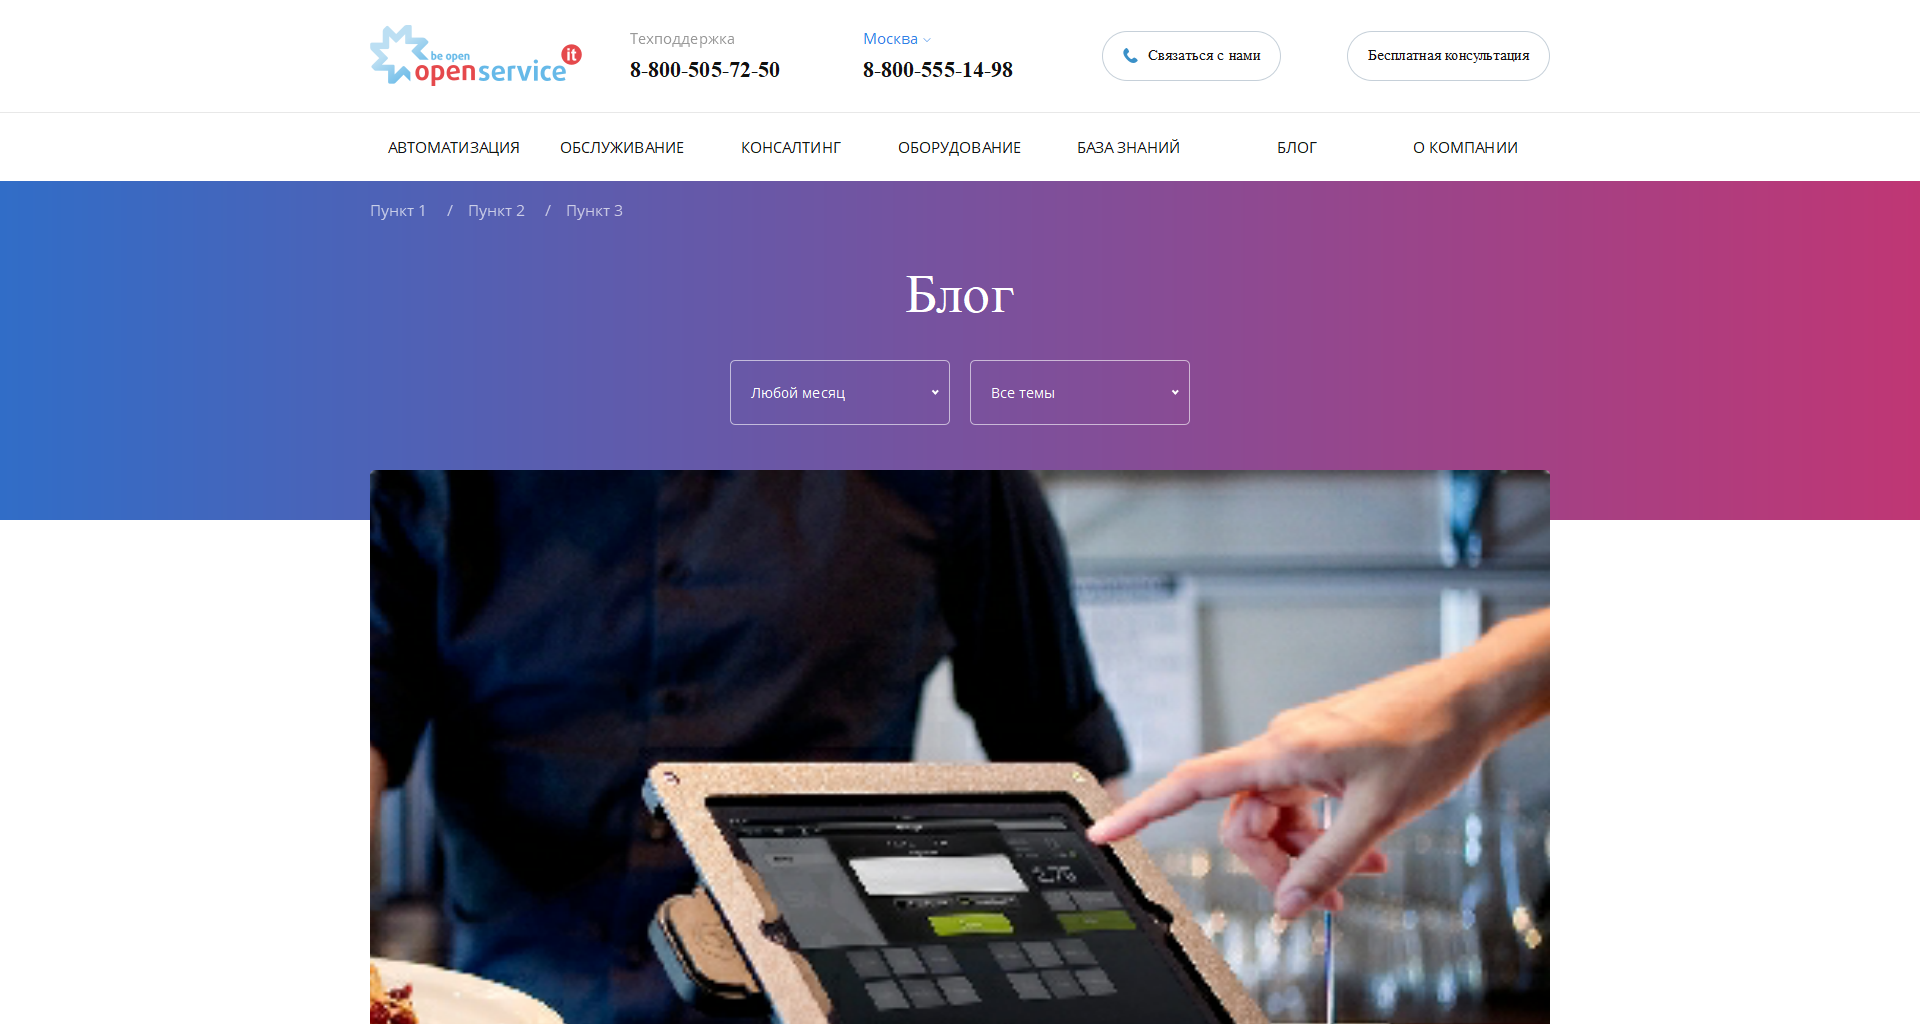 be open
openservice it
Техподдержка
8-800-505-72-50
Москва
8-800-555-14-98
Связаться с нами
Бесплатная консультация
АВТОМАТИЗАЦИЯ ОБСЛУЖИВАНИЕ КОНСАЛТИНГ ОБОРУДОВАНИЕ БАЗА ЗНАНИЙ БЛОГ О КОМПАНИИ
Пункт 1 / Пункт 2 / Пункт 3
Блог
Любой месяц
Все темы